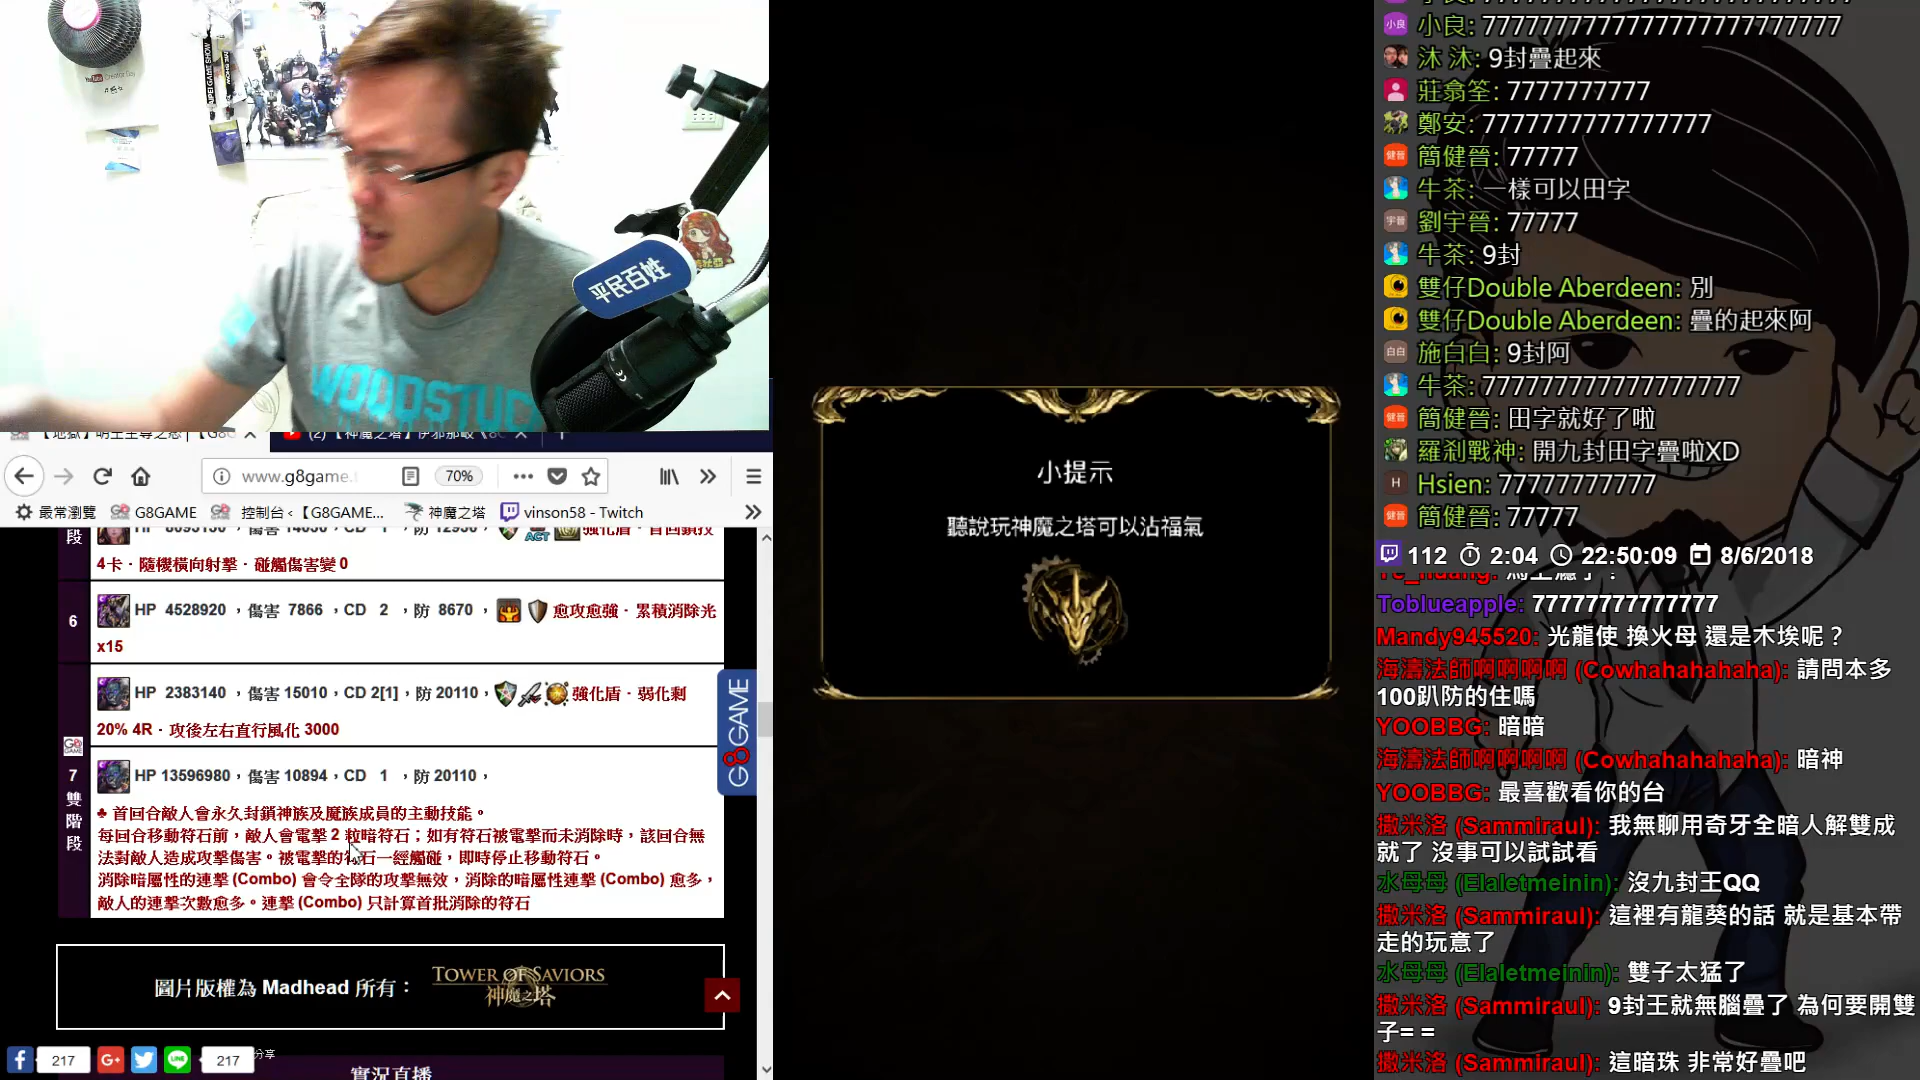 WOODSTUC
平民百姓
【地獄】明王主尊之怒 | 【G8G
(2)【神魔之塔】伊邪那岐《8C
www.g8game.t
70%
最常瀏覽
G8GAME
控制台‹【G8GAME...
神魔之塔
vinson58 - Twitch
段
4卡．隨機橫向射擊．碰觸傷害變 0
6
HP 4528920，傷害 7866，CD 2 ，防 8670，
愈攻愈強．累積消除光
x15
HP 2383140，傷害 15010，CD 2[1]，防 20110，
強化盾．弱化剩
20% 4R．攻後左右直行風化 3000
7
雙
階
段
HP 13596980，傷害 10894，CD 1 ，防 20110，
♣ 首回合敵人會永久封鎖神族及魔族成員的主動技能。
每回合移動符石前，敵人會電擊 2 粒暗符石；如有符石被電擊而未消除時，該回合無
法對敵人造成攻擊傷害。被電擊的符石一經觸碰，即時停止移動符石。
消除暗屬性的連擊 (Combo) 會令全隊的攻擊無效，消除的暗屬性連擊 (Combo) 愈多，
敵人的連擊次數愈多。連擊 (Combo) 只計算首批消除的符石
G8GAME
圖片版權為 Madhead 所有：
TOWER OF SAVIORS
神魔之塔
217
217
分享
實況直播
小提示
聽說玩神魔之塔可以沾福氣
小良: 7777777777777777777777777
沐 沐: 9封疊起來
莊翕筌: 7777777777
鄭安: 7777777777777777
簡健晉: 77777
牛茶: 一樣可以田字
劉宇晉: 77777
牛茶: 9封
雙仔Double Aberdeen: 別
雙仔Double Aberdeen: 疊的起來阿
施白白: 9封阿
牛茶: 777777777777777777
簡健晉: 田字就好了啦
羅剎戰神: 開九封田字疊啦XD
Hsien: 77777777777
簡健晉: 77777
112 2:04 22:50:09 8/6/2018
Toblueapple: 77777777777777
Mandy945520: 光龍使 換火母 還是木埃呢？
海濤法師啊啊啊啊 (Cowhahahahaha): 請問本多
100趴防的住嗎
YOOBBG: 暗暗
海濤法師啊啊啊啊 (Cowhahahahaha): 暗神
YOOBBG: 最喜歡看你的台
撒米洛 (Sammiraul): 我無聊用奇牙全暗人解雙成
就了 沒事可以試試看
水母母 (Elaletmeinin): 沒九封王QQ
撒米洛 (Sammiraul): 這裡有龍葵的話 就是基本帶
走的玩意了
水母母 (Elaletmeinin): 雙子太猛了
撒米洛 (Sammiraul): 9封王就無腦疊了 為何要開雙
子= =
撒米洛 (Sammiraul): 這暗珠 非常好疊吧